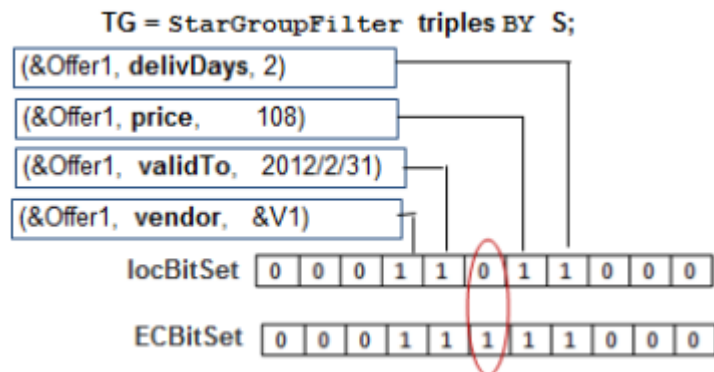 TG = StarGroupFilter triples BY S;
(&Offer1, delivDays, 2)
(&Offer1, price, 108)
(&Offer1, validTo, 2012/2/31)
(&Offer1, vendor, &V1)
locBitSet 0 0 0 1 1 0 1 1 0 0 0
ECBitSet 0 0 0 1 1 1 1 1 0 0 0